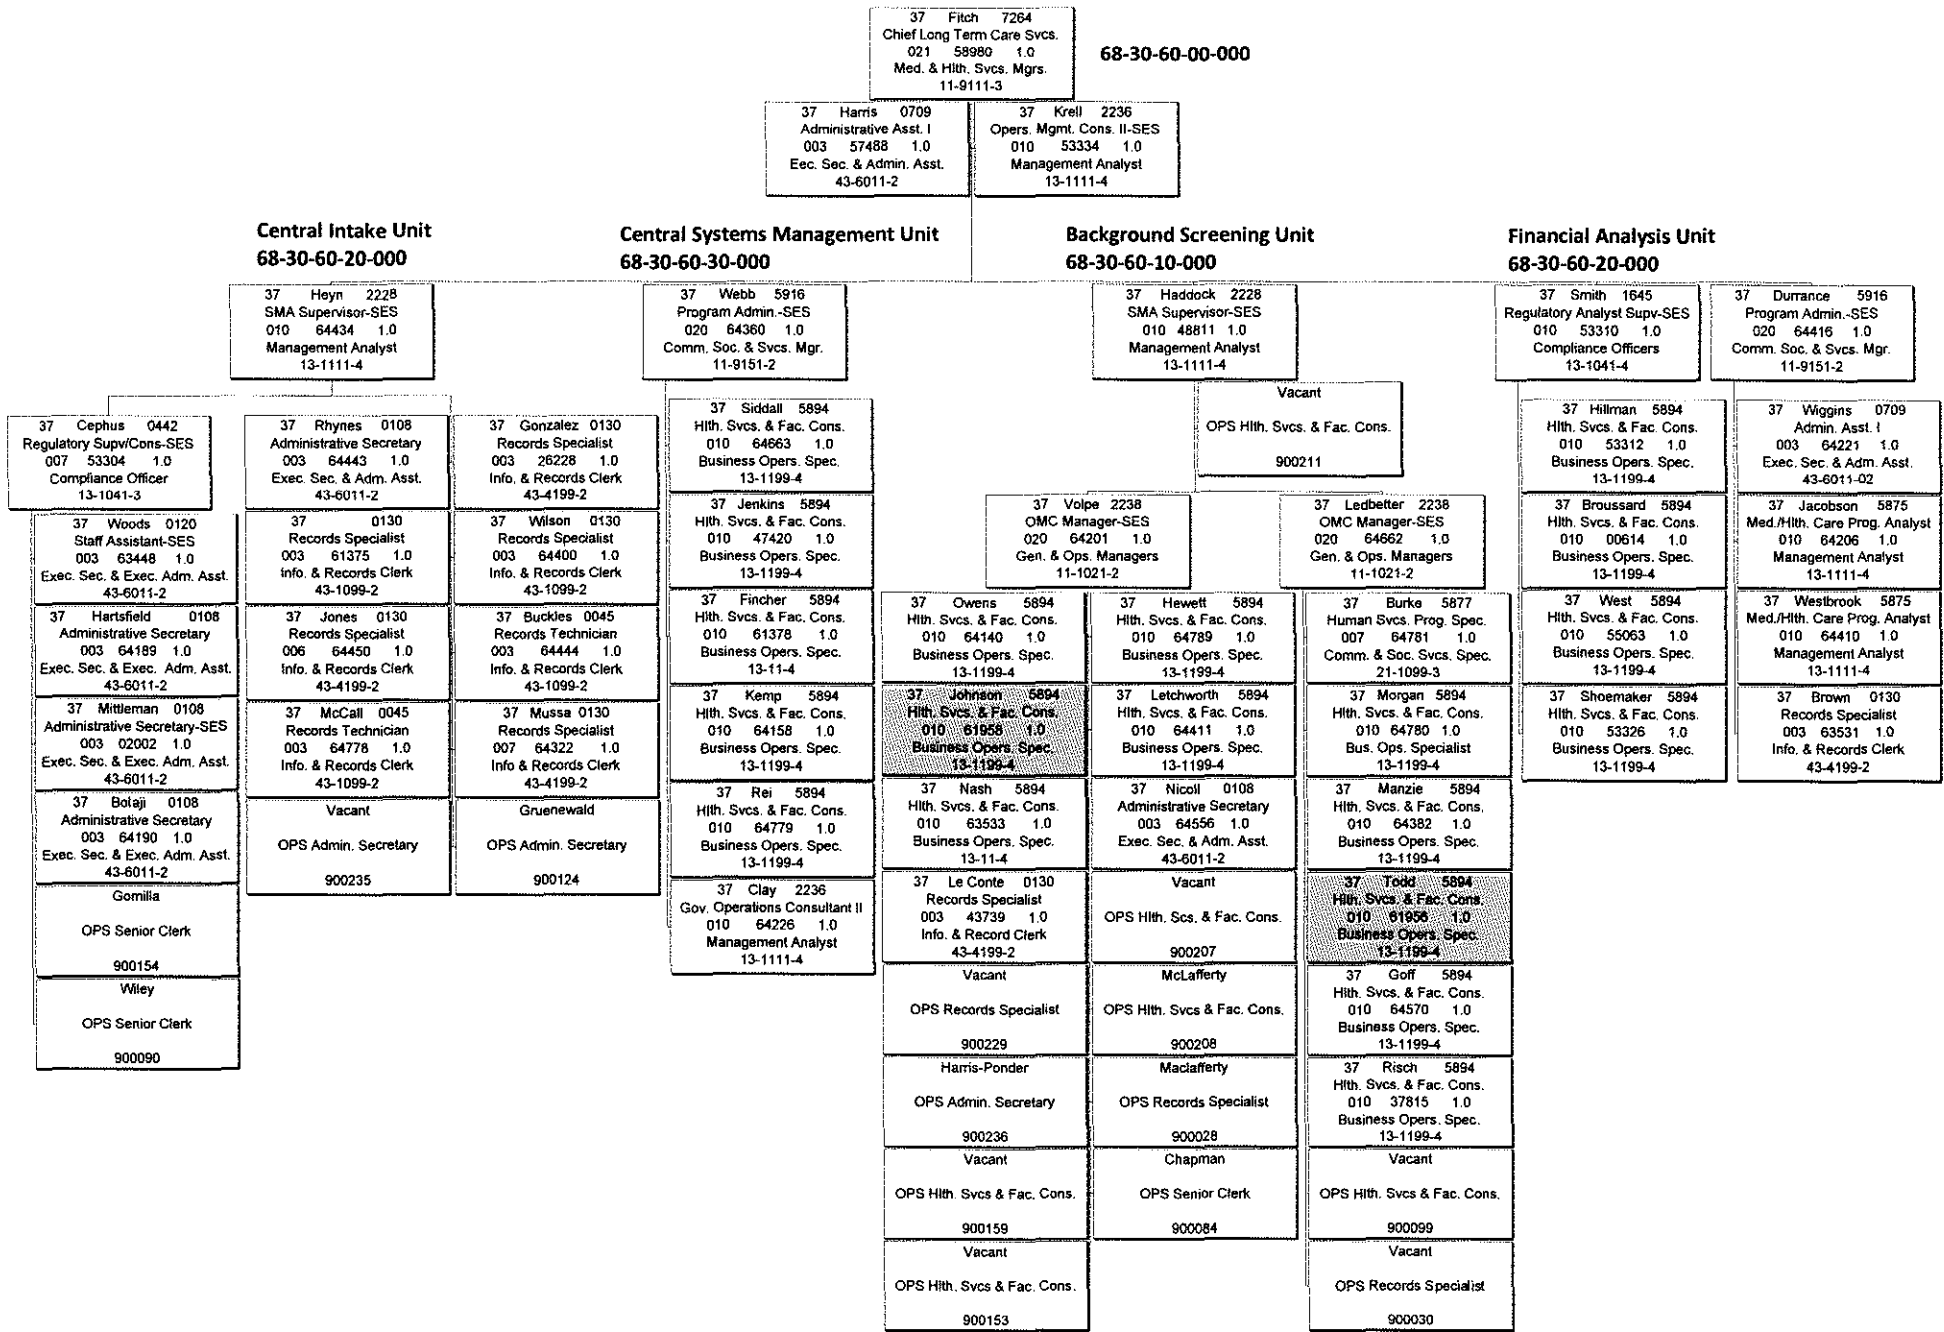 37 Fitch 7264
Chief Long Term Care Svcs.
021 58980 1.0
Med. & Hlth. Svcs. Mgrs.
11-9111-3
68-30-60-00-000
37 Harris 0709
Administrative Asst. I
003 57488 1.0
Eec. Sec. & Admin. Asst.
43-6011-2
37 Krell 2236
Opers. Mgmt. Cons. II-SES
010 53334 1.0
Management Analyst
13-1111-4
Central Intake Unit
68-30-60-20-000
Central Systems Management Unit
68-30-60-30-000
Background Screening Unit
68-30-60-10-000
Financial Analysis Unit
68-30-60-20-000
37 Heyn 2228
SMA Supervisor-SES
010 64434 1.0
Management Analyst
13-1111-4
37 Webb 5916
Program Admin.-SES
020 64360 1.0
Comm. Soc. & Svcs. Mgr.
11-9151-2
37 Haddock 2228
SMA Supervisor-SES
010 48811 1.0
Management Analyst
13-1111-4
37 Smith 1645
Regulatory Analyst Supv-SES
010 53310 1.0
Compliance Officers
13-1041-4
37 Durrance 5916
Program Admin.-SES
020 64416 1.0
Comm. Soc. & Svcs. Mgr.
11-9151-2
37 Cephus 0442
Regulatory Supv/Cons-SES
007 53304 1.0
Compliance Officer
13-1041-3
37 Woods 0120
Staff Assistant-SES
003 63448 1.0
Exec. Sec. & Exec. Adm. Asst.
43-6011-2
37 Hartsfield 0108
Administrative Secretary
003 64189 1.0
Exec. Sec. & Exec. Adm. Asst.
43-6011-2
37 Mittleman 0108
Administrative Secretary-SES
003 02002 1.0
Exec. Sec. & Exec. Adm. Asst.
43-6011-2
37 Bolaji 0108
Administrative Secretary
003 64190 1.0
Exec. Sec. & Exec. Adm. Asst.
43-6011-2
Gomilla
OPS Senior Clerk
900154
Wiley
OPS Senior Clerk
900090
37 Rhynes 0108
Administrative Secretary
003 64443 1.0
Exec. Sec. & Adm. Asst.
43-6011-2
37 0130
Records Specialist
003 61375 1.0
Info. & Records Clerk
43-1099-2
37 Jones 0130
Records Specialist
006 64450 1.0
Info. & Records Clerk
43-4199-2
37 McCall 0045
Records Technician
003 64778 1.0
Info. & Records Clerk
43-1099-2
Vacant
OPS Admin. Secretary
900235
37 Gonzalez 0130
Records Specialist
003 26228 1.0
Info. & Records Clerk
43-4199-2
37 Wilson 0130
Records Specialist
003 64400 1.0
Info. & Records Clerk
43-1099-2
37 Buckles 0045
Records Technician
003 64444 1.0
Info. & Records Clerk
43-1099-2
37 Mussa 0130
Records Specialist
007 64322 1.0
Info & Records Clerk
43-4199-2
Gruenewald
OPS Admin. Secretary
900124
37 Siddall 5894
Hlth. Svcs. & Fac. Cons.
010 64663 1.0
Business Opers. Spec.
13-1199-4
37 Jenkins 5894
Hlth. Svcs. & Fac. Cons.
010 47420 1.0
Business Opers. Spec.
13-1199-4
37 Fincher 5894
Hlth. Svcs. & Fac. Cons.
010 61378 1.0
Business Opers. Spec.
13-11-4
37 Kemp 5894
Hlth. Svcs. & Fac. Cons.
010 64158 1.0
Business Opers. Spec.
13-1199-4
37 Rei 5894
Hlth. Svcs. & Fac. Cons.
010 64779 1.0
Business Opers. Spec.
13-1199-4
37 Clay 2236
Gov. Operations Consultant II
010 64226 1.0
Management Analyst
13-1111-4
Vacant
OPS Hlth. Svcs. & Fac. Cons.
900211
37 Volpe 2238
OMC Manager-SES
020 64201 1.0
Gen. & Ops. Managers
11-1021-2
37 Ledbetter 2238
OMC Manager-SES
020 64662 1.0
Gen. & Ops. Managers
11-1021-2
37 Owens 5894
Hlth. Svcs. & Fac. Cons.
010 64140 1.0
Business Opers. Spec.
13-1199-4
37 Johnson 5894
Hlth. Svcs. & Fac. Cons.
010 61958 1.0
Business Opers. Spec.
13-1199-4
37 Nash 5894
Hlth. Svcs. & Fac. Cons.
010 63533 1.0
Business Opers. Spec.
13-11-4
37 Le Conte 0130
Records Specialist
003 43739 1.0
Info. & Record Clerk
43-4199-2
Vacant
OPS Records Specialist
900229
Harris-Ponder
OPS Admin. Secretary
900236
Vacant
OPS Hlth. Svcs & Fac. Cons.
900159
Vacant
OPS Hlth. Svcs & Fac. Cons.
900153
37 Hewett 5894
Hlth. Svcs. & Fac. Cons.
010 64789 1.0
Business Opers. Spec.
13-1199-4
37 Letchworth 5894
Hlth. Svcs. & Fac. Cons.
010 64411 1.0
Business Opers. Spec.
13-1199-4
37 Nicoll 0108
Administrative Secretary
003 64556 1.0
Exec. Sec. & Adm. Asst.
43-6011-2
Vacant
OPS Hlth. Scs. & Fac. Cons.
900207
McLafferty
OPS Hlth. Svcs & Fac. Cons.
900208
Maclafferty
OPS Records Specialist
900028
Chapman
OPS Senior Clerk
900084
37 Burke 5877
Human Svcs. Prog. Spec.
007 64781 1.0
Comm. & Soc. Svcs. Spec.
21-1099-3
37 Morgan 5894
Hlth. Svcs. & Fac. Cons.
010 64780 1.0
Bus. Ops. Specialist
13-1199-4
37 Manzie 5894
Hlth. Svcs. & Fac. Cons.
010 64382 1.0
Business Opers. Spec.
13-1199-4
37 Todd 5894
Hlth. Svcs. & Fac. Cons.
010 61956 1.0
Business Opers. Spec.
13-1199-4
37 Goff 5894
Hlth. Svcs. & Fac. Cons.
010 64570 1.0
Business Opers. Spec.
13-1199-4
37 Risch 5894
Hlth. Svcs. & Fac. Cons.
010 37815 1.0
Business Opers. Spec.
13-1199-4
Vacant
OPS Hlth. Svcs & Fac. Cons.
900099
Vacant
OPS Records Specialist
900030
37 Hillman 5894
Hlth. Svcs. & Fac. Cons.
010 53312 1.0
Business Opers. Spec.
13-1199-4
37 Broussard 5894
Hlth. Svcs. & Fac. Cons.
010 00614 1.0
Business Opers. Spec.
13-1199-4
37 West 5894
Hlth. Svcs. & Fac. Cons.
010 55063 1.0
Business Opers. Spec.
13-1199-4
37 Shoemaker 5894
Hlth. Svcs. & Fac. Cons.
010 53326 1.0
Business Opers. Spec.
13-1199-4
37 Wiggins 0709
Admin. Asst. I
003 64221 1.0
Exec. Sec. & Adm. Asst.
43-6011-02
37 Jacobson 5875
Med./Hlth. Care Prog. Analyst
010 64206 1.0
Management Analyst
13-1111-4
37 Westbrook 5875
Med./Hlth. Care Prog. Analyst
010 64410 1.0
Management Analyst
13-1111-4
37 Brown 0130
Records Specialist
003 63531 1.0
Info. & Records Clerk
43-4199-2